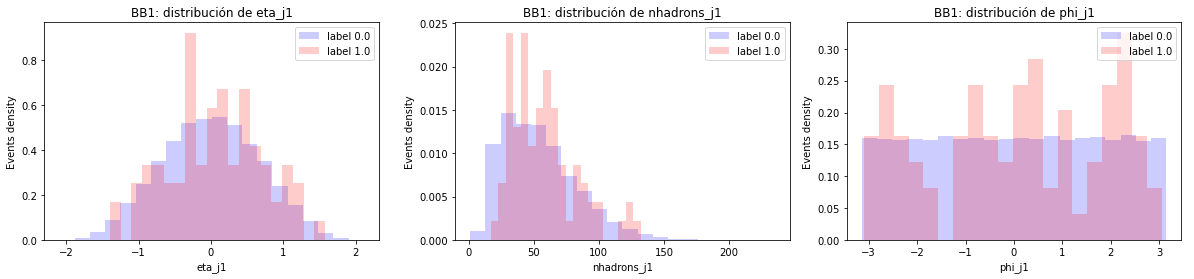 BB1: distribución de eta_j1
label 0.0
label 1.0
Events density
0.0
0.2
0.4
0.6
0.8
−2
−1
0
1
2
eta_j1
BB1: distribución de nhadrons_j1
label 0.0
label 1.0
Events density
0.000
0.005
0.010
0.015
0.020
0.025
0
50
100
150
200
nhadrons_j1
BB1: distribución de phi_j1
label 0.0
label 1.0
Events density
0.00
0.05
0.10
0.15
0.20
0.25
0.30
−3
−2
−1
0
1
2
3
phi_j1